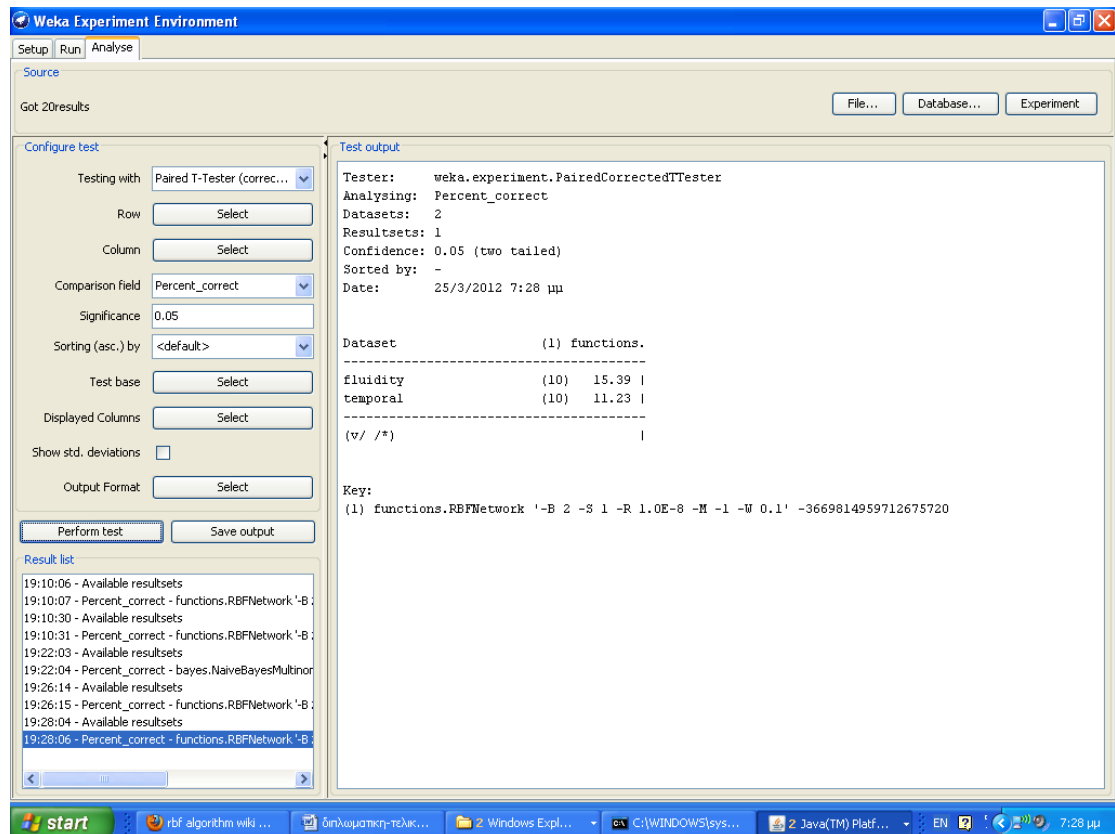 Weka Experiment Environment
Setup Run Analyse
Source
Got 20results
File... Database... Experiment
Configure test
Testing with Paired T-Tester (correc...
Row Select
Column Select
Comparison field Percent_correct
Significance 0.05
Sorting (asc.) by <default>
Test base Select
Displayed Columns Select
Show std. deviations
Output Format Select
Perform test Save output
Result list
19:10:06 - Available resultsets
19:10:07 - Percent_correct - functions.RBFNetwork '-B 2
19:10:30 - Available resultsets
19:10:31 - Percent_correct - functions.RBFNetwork '-B 2
19:22:03 - Available resultsets
19:22:04 - Percent_correct - bayes.NaiveBayesMultinor
19:26:14 - Available resultsets
19:26:15 - Percent_correct - functions.RBFNetwork '-B 2
19:28:04 - Available resultsets
19:28:06 - Percent_correct - functions.RBFNetwork '-B 2
Test output
Tester: weka.experiment.PairedCorrectedTTester
Analysing: Percent_correct
Datasets: 2
Resultsets: 1
Confidence: 0.05 (two tailed)
Sorted by: -
Date: 25/3/2012 7:28 μμ
Dataset (1) functions.
----------------------------------------
fluidity (10) 15.39 |
temporal (10) 11.23 |
----------------------------------------
(v/ /*) |
Key:
(1) functions.RBFNetwork '-B 2 -S 1 -R 1.0E-8 -M -1 -W 0.1' -3669814959712675720
start rbf algorithm wiki ... διπλωματικη-τελικ... 2 Windows Expl... C:\WINDOWS\sys... 2 Java(TM) Platf... EN 7:28 μμ